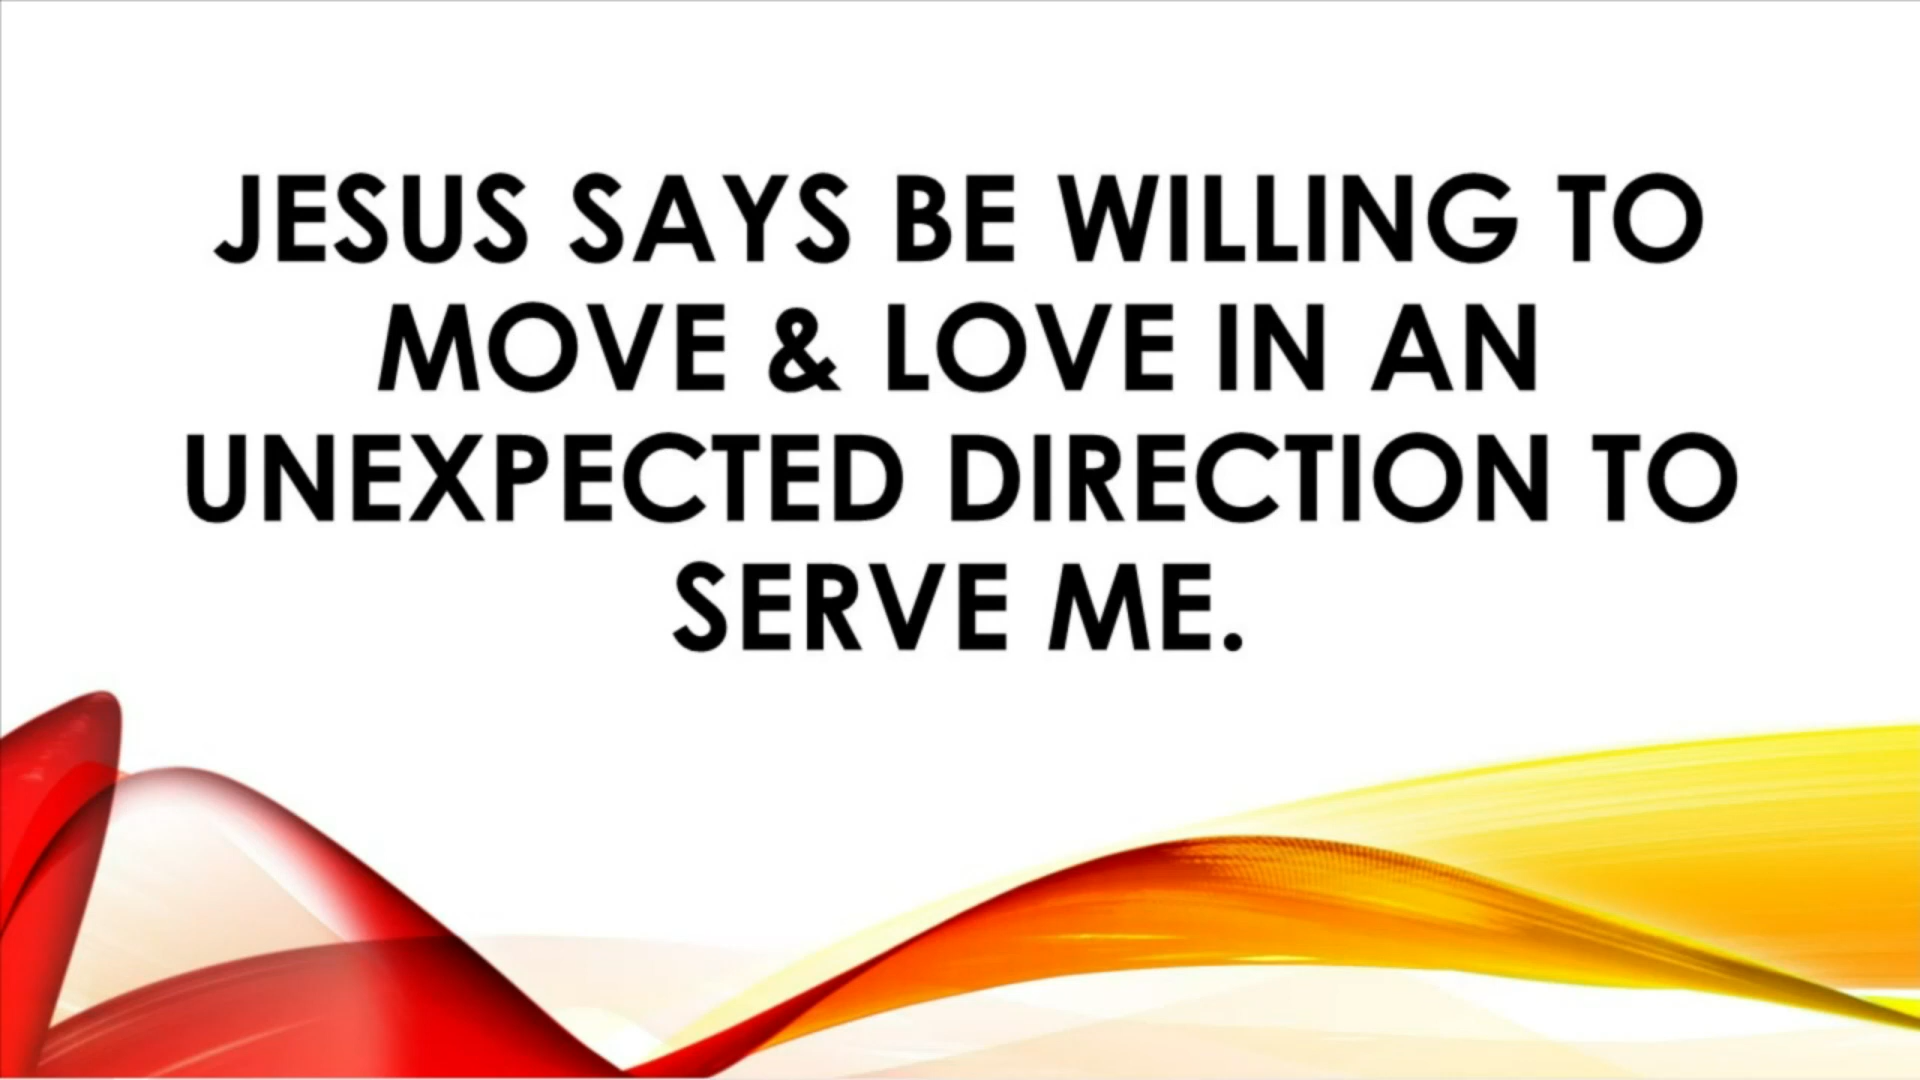 JESUS SAYS BE WILLING TO
MOVE & LOVE IN AN
UNEXPECTED DIRECTION TO
SERVE ME.